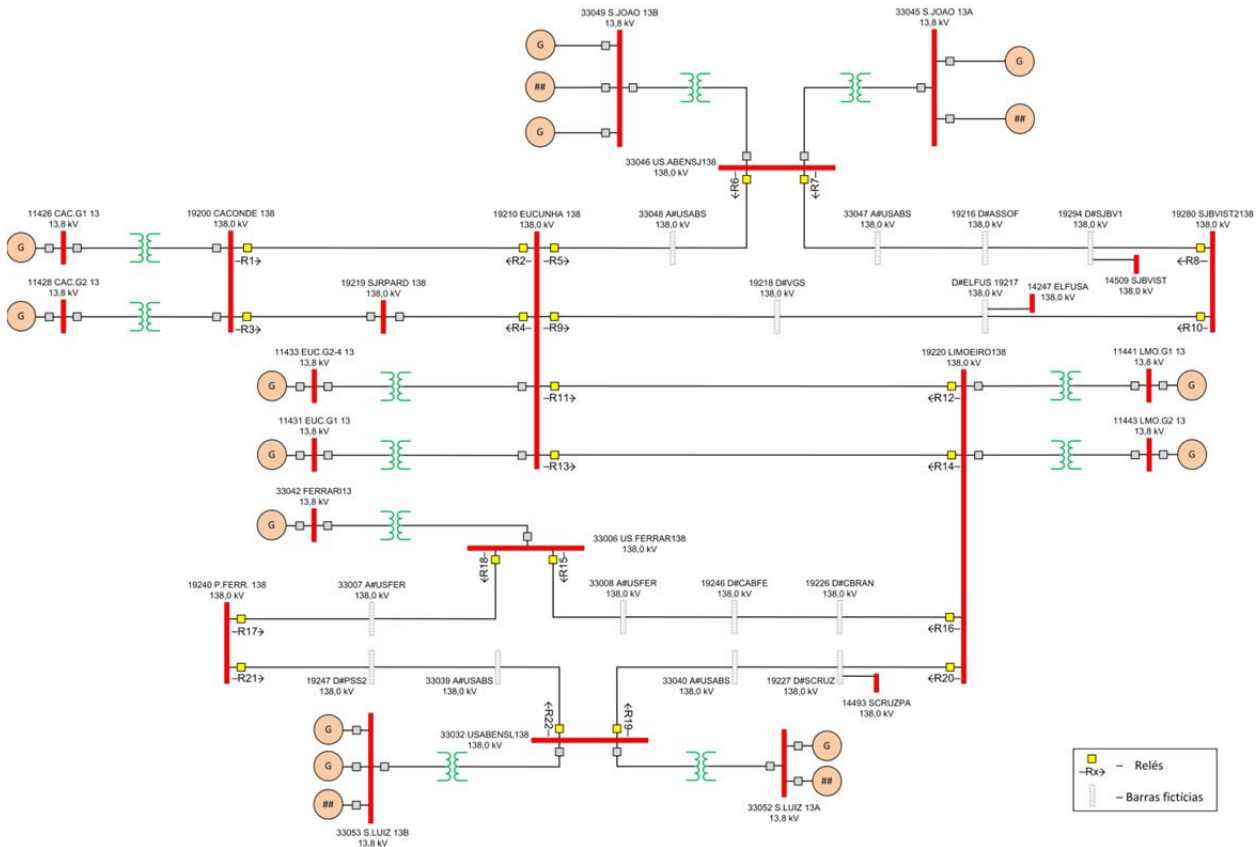 33049 S.JOAO 13B
13,8 kV
33045 S.JOAO 13A
13,8 kV
G
##
G
G
##
33046 US.ABENSJ138
138,0 kV
←R6–
–R7→
11426 CAC.G1 13
13,8 kV
19200 CACONDE 138
138,0 kV
19210 EUCUNHA 138
138,0 kV
33048 A#USABS
138,0 kV
33047 A#USABS
138,0 kV
19216 D#ASSOF
138,0 kV
19294 D#SJBV1
138,0 kV
19280 SJBVIST2138
138,0 kV
G
–R1→
←R2–
–R5→
←R8–
14509 SJBVIST
138,0 kV
11428 CAC.G2 13
13,8 kV
19219 SJRPARD 138
138,0 kV
19218 D#VGS
138,0 kV
D#ELFUS 19217
138,0 kV
14247 ELFUSA
138,0 kV
G
–R3→
←R4–
–R9→
←R10–
11433 EUC.G2-4 13
13,8 kV
19220 LIMOEIRO138
138,0 kV
11441 LMO.G1 13
13,8 kV
G
–R11→
←R12–
G
11431 EUC.G1 13
13,8 kV
11443 LMO.G2 13
13,8 kV
G
–R13→
←R14–
G
33042 FERRARI13
13,8 kV
G
33006 US FERRAR138
138,0 kV
←R18–
←R15–
19240 P.FERR. 138
138,0 kV
33007 A#USFER
138,0 kV
33008 A#USFER
138,0 kV
19246 D#CABFE
138,0 kV
19226 D#CBRAN
138,0 kV
–R17→
←R16–
–R21→
←R20–
19247 D#PSS2
138,0 kV
33039 A#USABS
138,0 kV
33040 A#USABS
138,0 kV
19227 D#SCRUZ
138,0 kV
14493 SCRUZPA
138,0 kV
←R22–
←R19–
33032 USABENSL138
138,0 kV
G
G
##
G
##
33053 S.LUIZ 13B
13,8 kV
33052 S.LUIZ 13A
13,8 kV
–Rx→
– Relés
– Barras fictícias